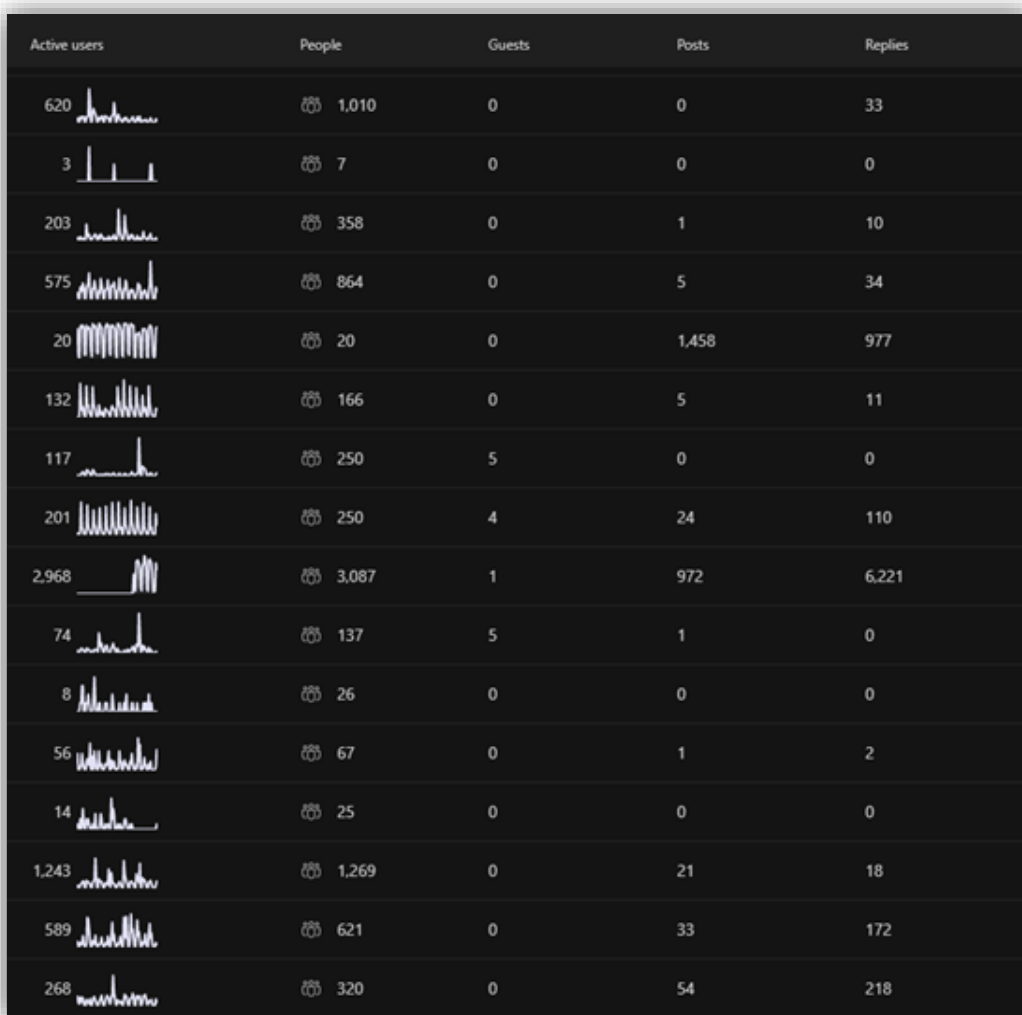 Active users People Guests Posts Replies
620 1,010 0 0 33
3 7 0 0 0
203 358 0 1 10
575 864 0 5 34
20 20 0 1,458 977
132 166 0 5 11
117 250 5 0 0
201 250 4 24 110
2,968 3,087 1 972 6,221
74 137 5 1 0
8 26 0 0 0
56 67 0 1 2
14 25 0 0 0
1,243 1,269 0 21 18
589 621 0 33 172
268 320 0 54 218